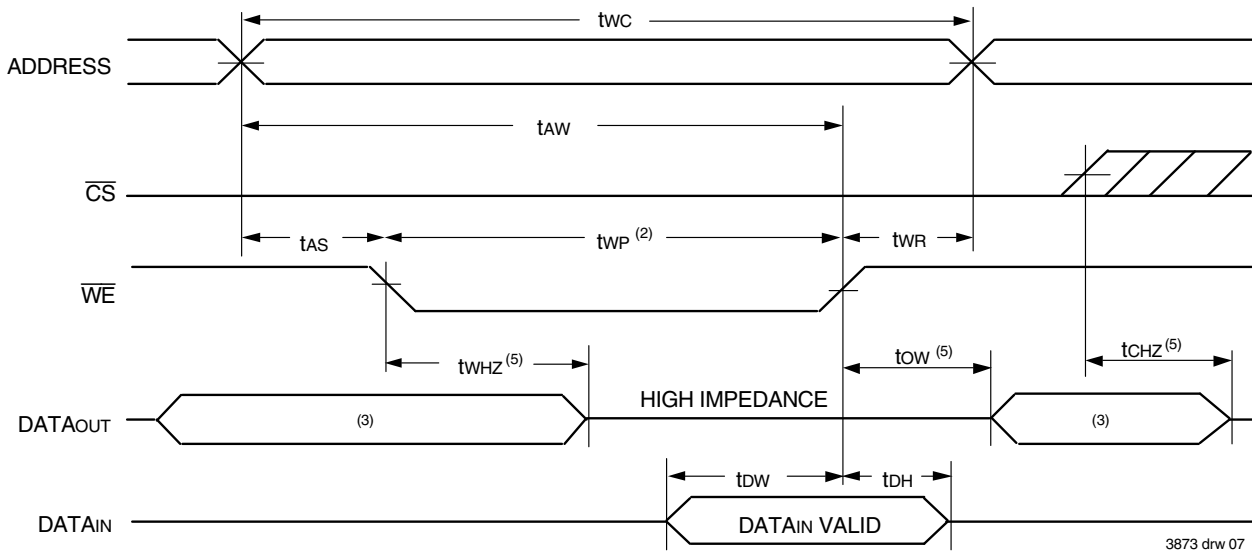 tWC
ADDRESS
tAW
CS
tAS
tWP (2)
tWR
WE
tWHZ (5)
tOW (5)
tCHZ (5)
HIGH IMPEDANCE
DATAOUT
(3)
(3)
tDW
tDH
DATAIN
DATAIN VALID
3873 drw 07